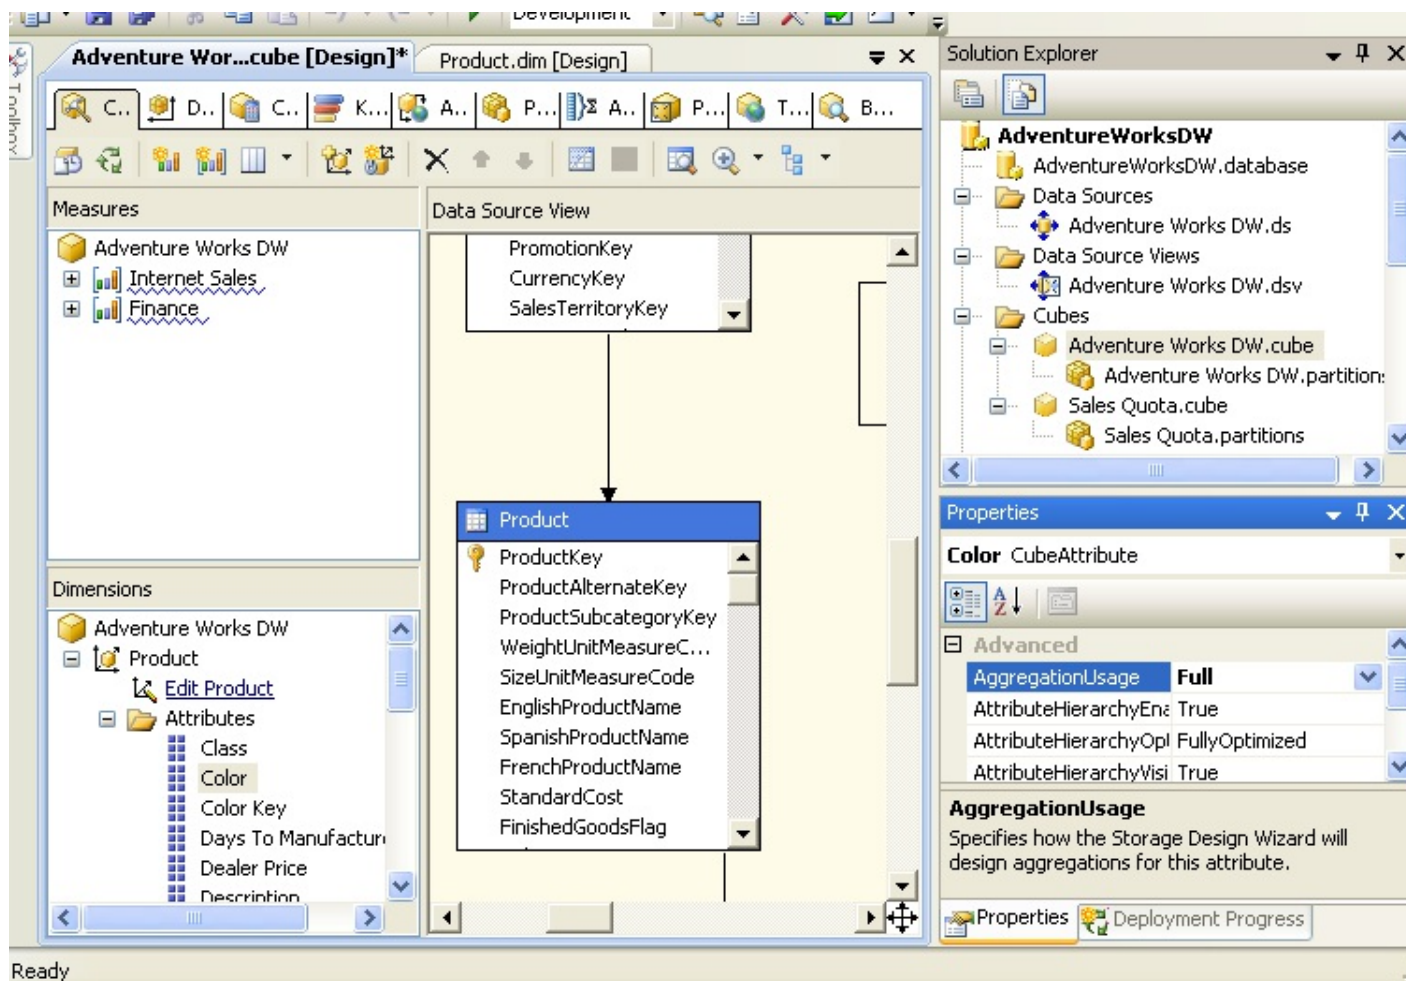 Development
Adventure Wor...cube [Design]*
Product.dim [Design]
Toolbox
C..
D..
C...
K...
A..
P...
A..
P...
T...
B...
Measures
Adventure Works DW
Internet Sales
Finance
Dimensions
Adventure Works DW
Product
Edit Product
Attributes
Class
Color
Color Key
Days To Manufactur
Dealer Price
Description
Data Source View
PromotionKey
CurrencyKey
SalesTerritoryKey
Product
ProductKey
ProductAlternateKey
ProductSubcategoryKey
WeightUnitMeasureC...
SizeUnitMeasureCode
EnglishProductName
SpanishProductName
FrenchProductName
StandardCost
FinishedGoodsFlag
Solution Explorer
AdventureWorksDW
AdventureWorksDW.database
Data Sources
Adventure Works DW.ds
Data Source Views
Adventure Works DW.dsv
Cubes
Adventure Works DW.cube
Adventure Works DW.partition
Sales Quota.cube
Sales Quota.partitions
Properties
Color CubeAttribute
Advanced
AggregationUsage Full
AttributeHierarchyEna True
AttributeHierarchyOpt FullyOptimized
AttributeHierarchyVisi True
AggregationUsage
Specifies how the Storage Design Wizard will
design aggregations for this attribute.
Properties
Deployment Progress
Ready